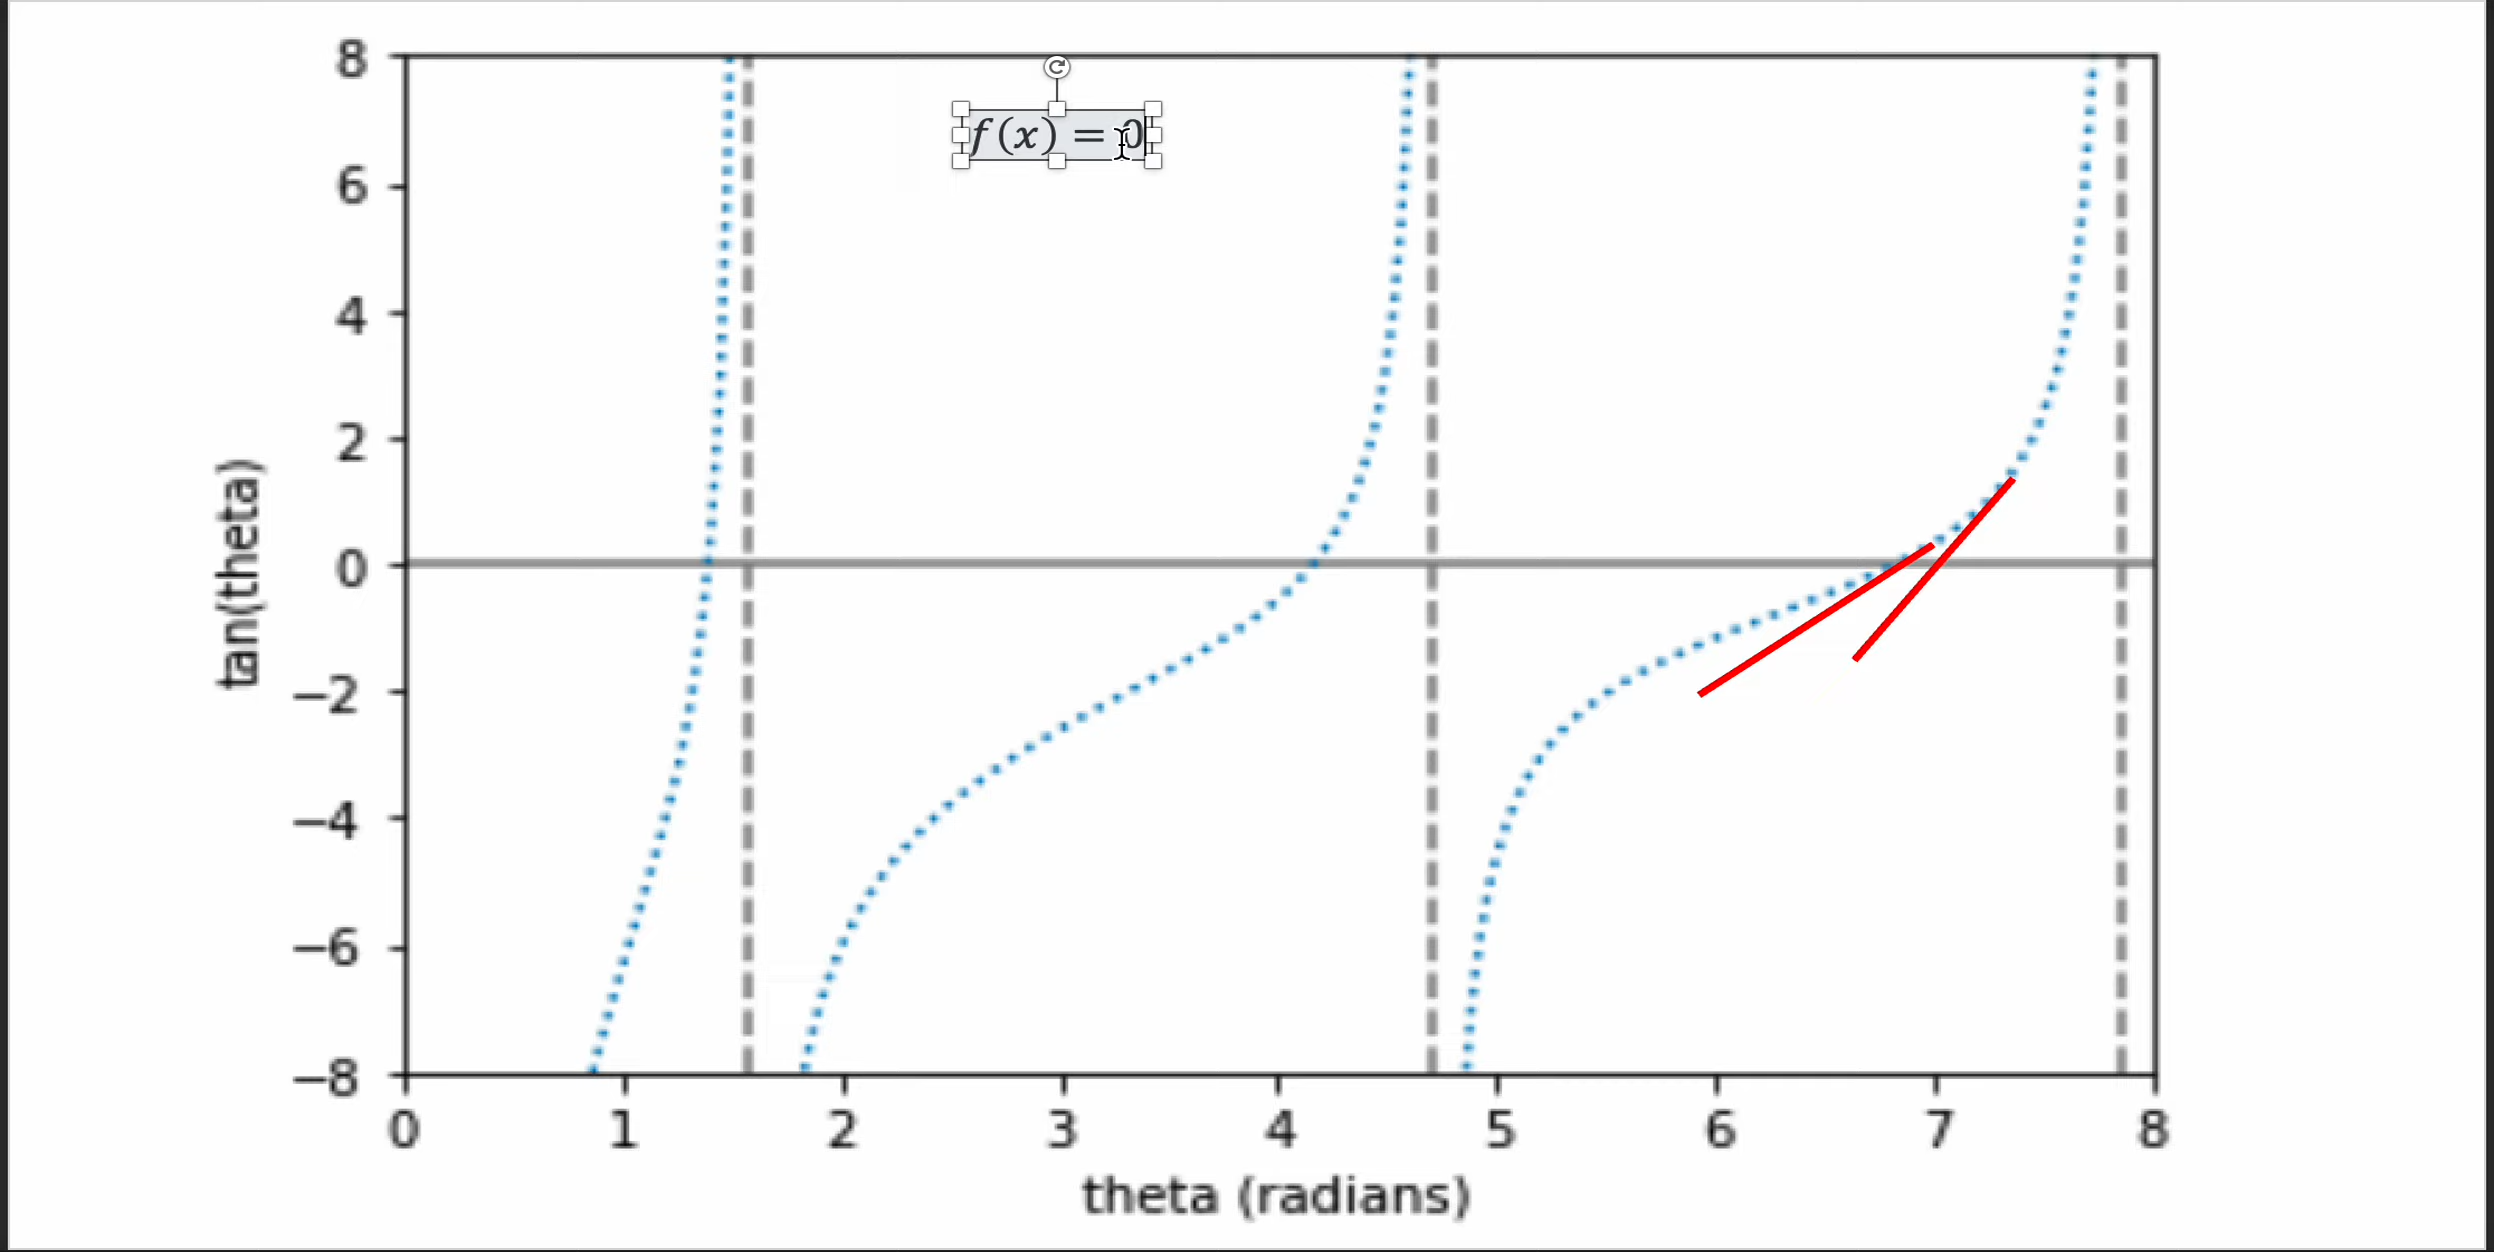 f(x) = 0
8
6
4
2
0
−2
−4
−6
−8
tan(theta)
0 1 2 3 4 5 6 7 8
theta (radians)